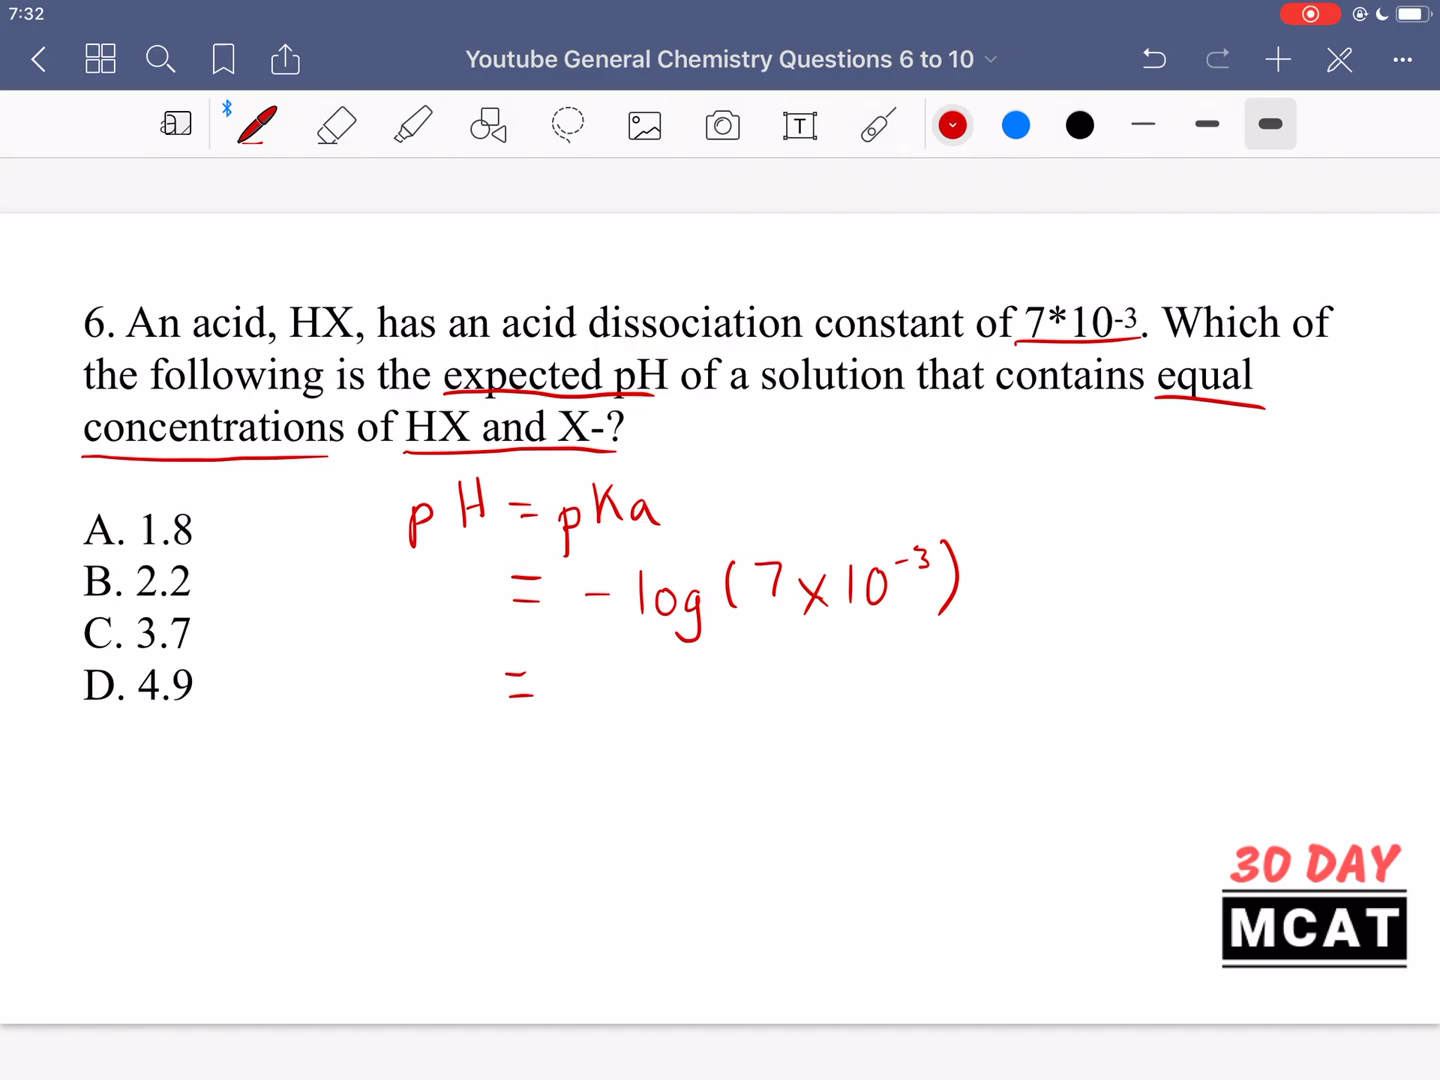 7:32
Youtube General Chemistry Questions 6 to 10
T
6. An acid, HX, has an acid dissociation constant of 7*10-3. Which of
the following is the expected pH of a solution that contains equal
concentrations of HX and X-?
A. 1.8
B. 2.2
C. 3.7
D. 4.9
pH = pKa
= - log (7 x 10⁻³)
=
30 DAY
MCAT